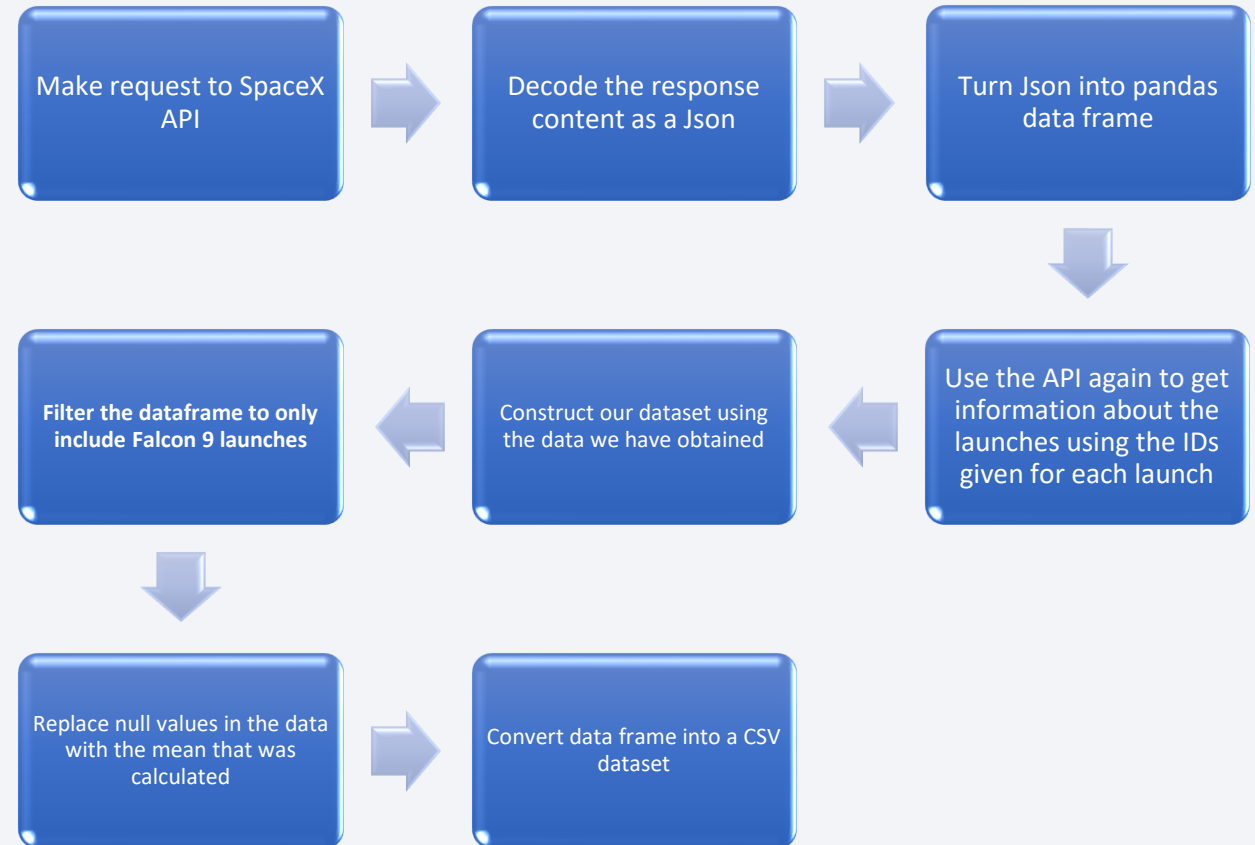 Make request to SpaceX
API
Decode the response
content as a Json
Turn Json into pandas
data frame
Use the API again to get
information about the
launches using the IDs
given for each launch
Construct our dataset using
the data we have obtained
Filter the dataframe to only
include Falcon 9 launches
Replace null values in the data
with the mean that was
calculated
Convert data frame into a CSV
dataset